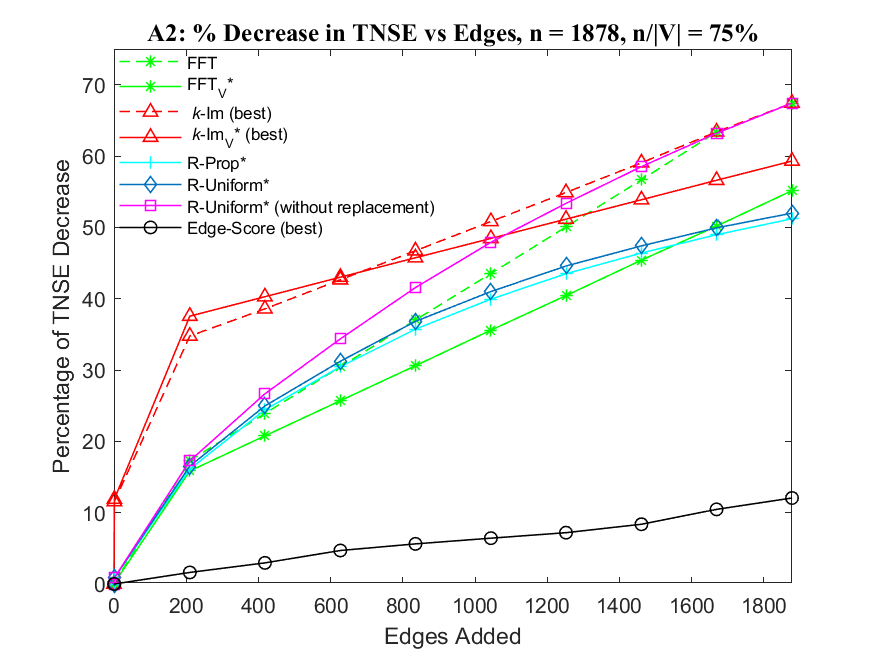 A2: % Decrease in TNSE vs Edges, n = 1878, n/|V| = 75%
FFT
FFT_V*
k-Im (best)
k-Im_V* (best)
R-Prop*
R-Uniform*
R-Uniform* (without replacement)
Edge-Score (best)
Percentage of TNSE Decrease
70
60
50
40
30
20
10
0
0 200 400 600 800 1000 1200 1400 1600 1800
Edges Added